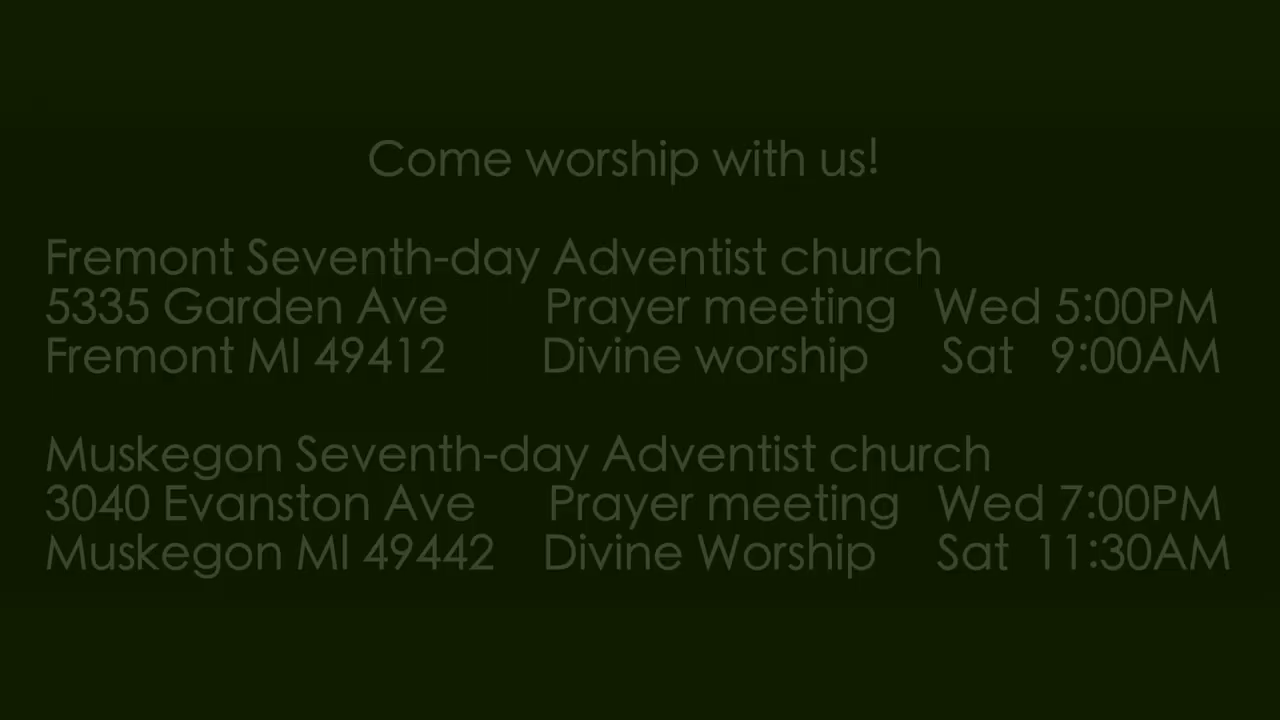 Come worship with us!
Fremont Seventh-day Adventist church
5335 Garden Ave Prayer meeting Wed 5:00PM
Fremont MI 49412 Divine worship Sat 9:00AM
Muskegon Seventh-day Adventist church
3040 Evanston Ave Prayer meeting Wed 7:00PM
Muskegon MI 49442 Divine Worship Sat 11:30AM